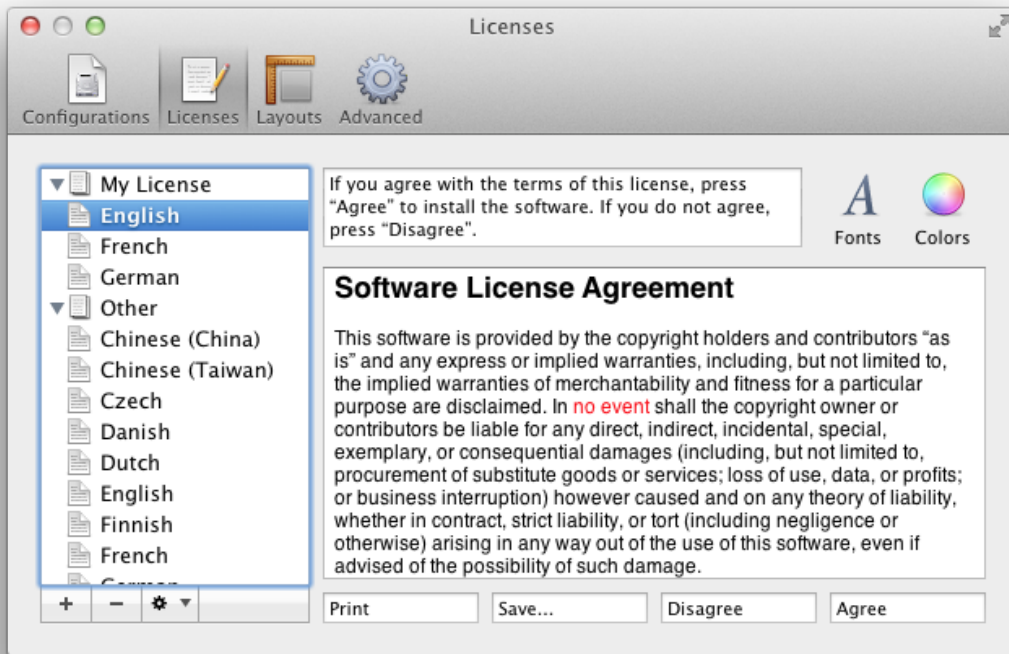 Licenses
Configurations Licenses Layouts Advanced
My License
English
French
German
Other
Chinese (China)
Chinese (Taiwan)
Czech
Danish
Dutch
English
Finnish
French
German
If you agree with the terms of this license, press
“Agree” to install the software. If you do not agree,
press “Disagree”.
Fonts Colors
Software License Agreement
This software is provided by the copyright holders and contributors “as
is” and any express or implied warranties, including, but not limited to,
the implied warranties of merchantability and fitness for a particular
purpose are disclaimed. In no event shall the copyright owner or
contributors be liable for any direct, indirect, incidental, special,
exemplary, or consequential damages (including, but not limited to,
procurement of substitute goods or services; loss of use, data, or profits;
or business interruption) however caused and on any theory of liability,
whether in contract, strict liability, or tort (including negligence or
otherwise) arising in any way out of the use of this software, even if
advised of the possibility of such damage.
Print Save... Disagree Agree